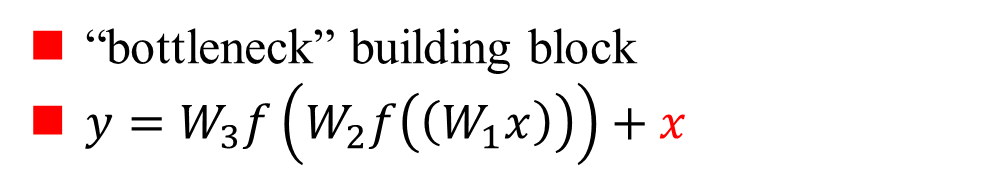 ■ “bottleneck” building block
■ 𝑦 = 𝑊₃𝑓(𝑊₂𝑓((𝑊₁𝑥))) + 𝑥